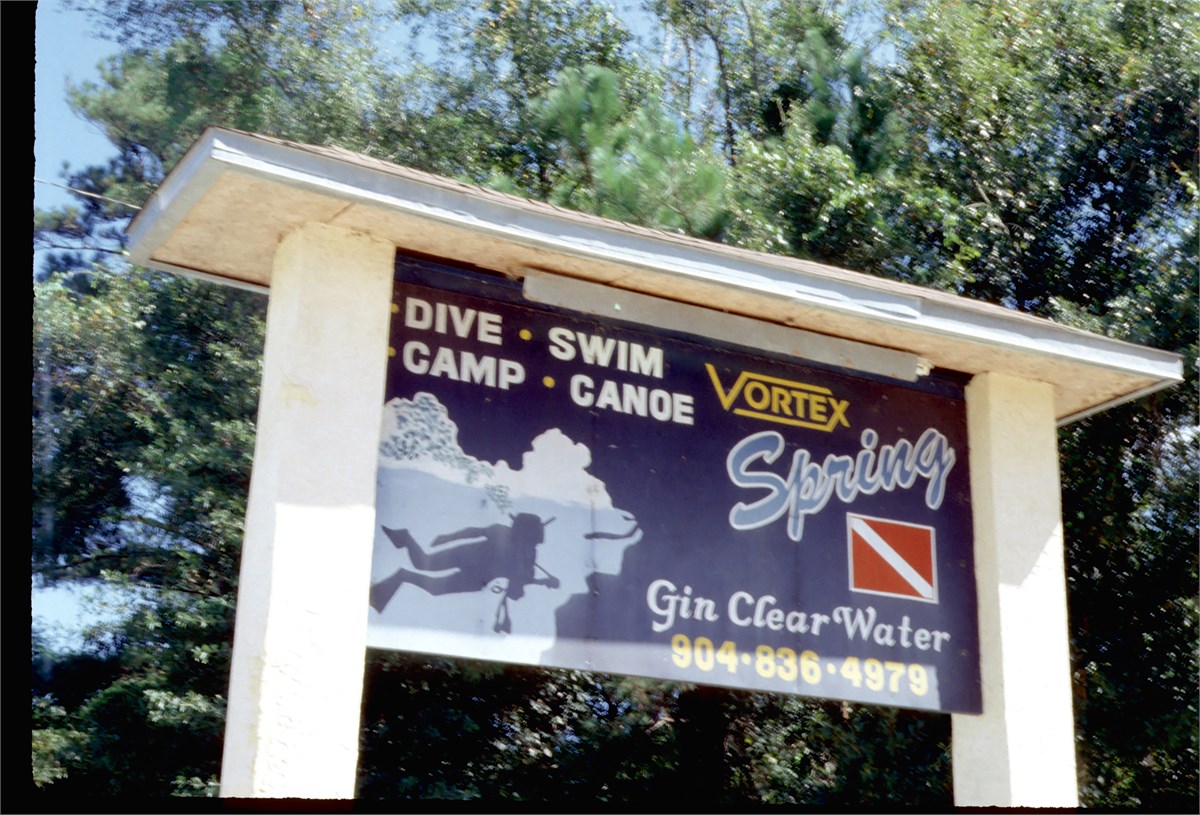 • DIVE • SWIM
• CAMP • CANOE
VORTEX
Spring
Gin Clear Water
904•836•4979